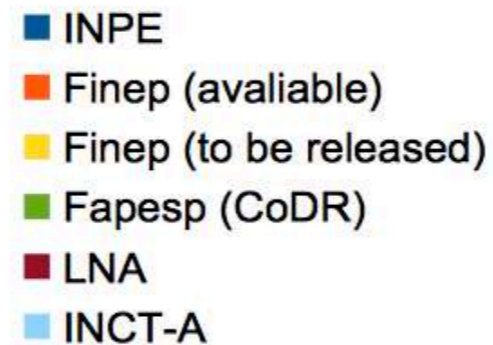 INPE
Finep (avaliable)
Finep (to be released)
Fapesp (CoDR)
LNA
INCT-A